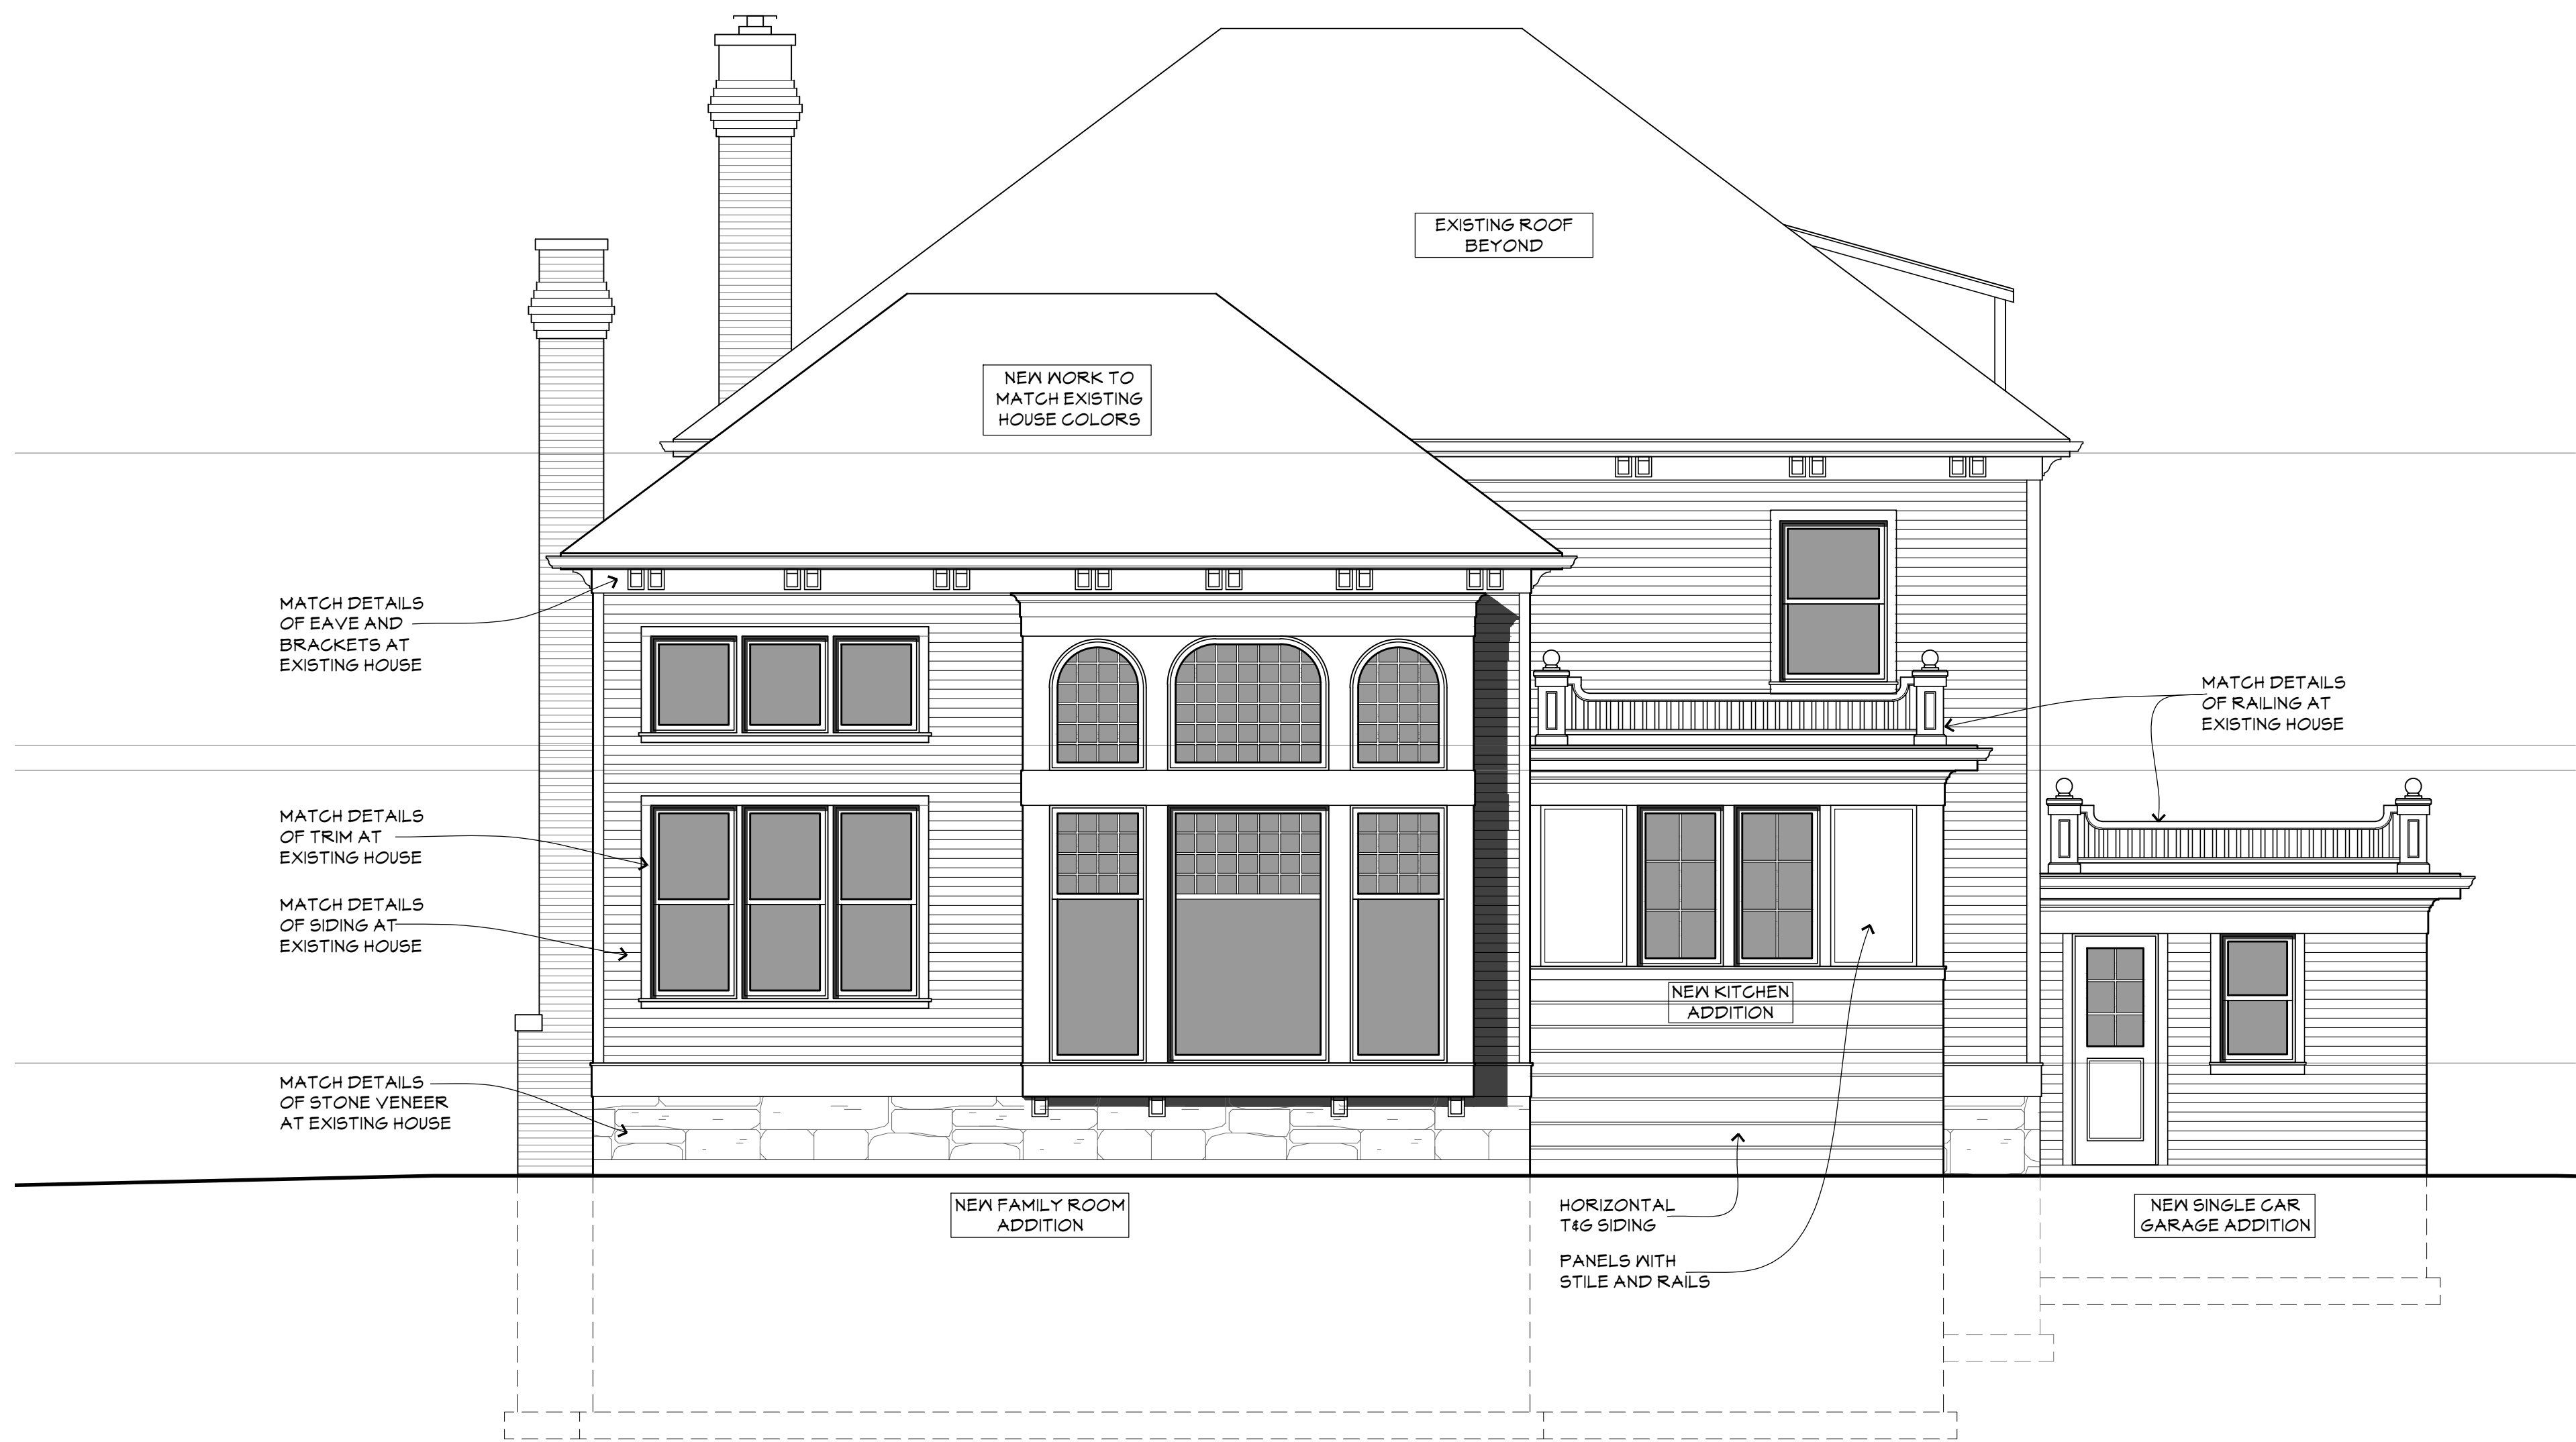 EXISTING ROOF
BEYOND
NEW WORK TO
MATCH EXISTING
HOUSE COLORS
MATCH DETAILS
OF EAVE AND
BRACKETS AT
EXISTING HOUSE
MATCH DETAILS
OF RAILING AT
EXISTING HOUSE
MATCH DETAILS
OF TRIM AT
EXISTING HOUSE
MATCH DETAILS
OF SIDING AT
EXISTING HOUSE
NEW KITCHEN
ADDITION
MATCH DETAILS
OF STONE VENEER
AT EXISTING HOUSE
NEW FAMILY ROOM
ADDITION
HORIZONTAL
T&G SIDING
PANELS WITH
STILE AND RAILS
NEW SINGLE CAR
GARAGE ADDITION